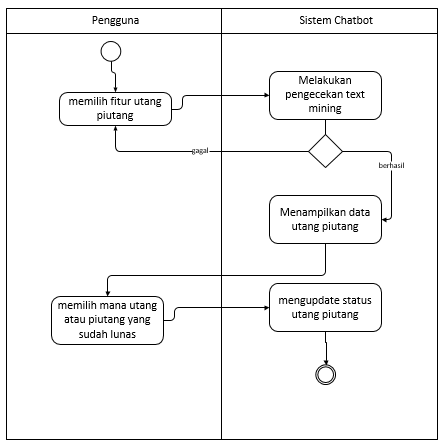 Pengguna
Sistem Chatbot
memilih fitur utang
piutang
Melakukan
pengecekan text
mining
gagal
berhasil
Menampilkan data
utang piutang
memilih mana utang
atau piutang yang
sudah lunas
mengupdate status
utang piutang